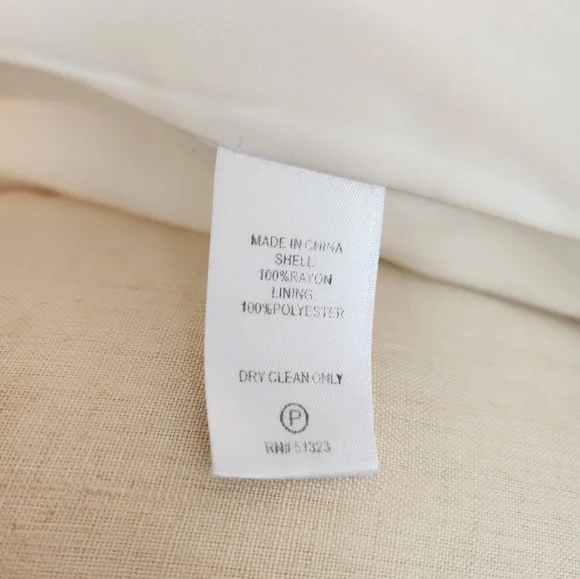 MADE IN CHINA
SHELL
100%RAYON
LINING
100%POLYESTER
DRY CLEAN ONLY
P
RN# 51323